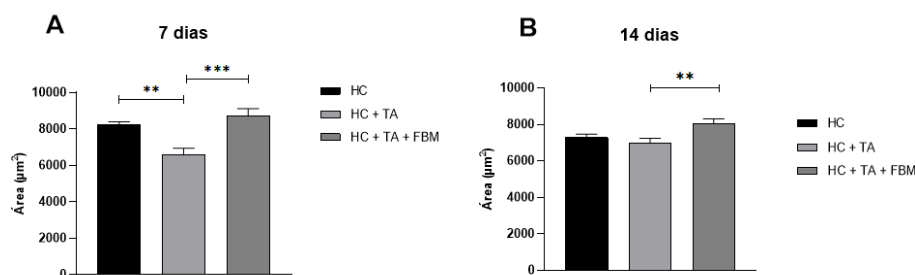 A
7 dias
**
***
10000
8000
6000
4000
2000
0
Área (µm²)
HC
HC + TA
HC + TA + FBM
B
14 dias
**
10000
8000
6000
4000
2000
0
Área (µm²)
HC
HC + TA
HC + TA + FBM